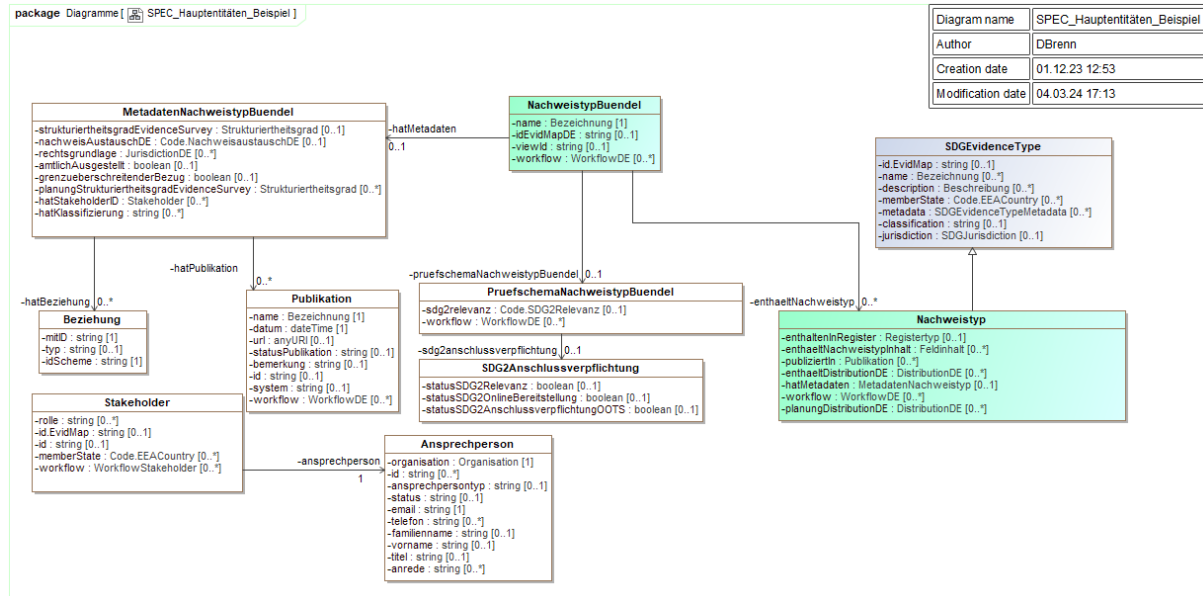 package Diagramme [ SPEC_Hauptentitäten_Beispiel ]
Diagram name SPEC_Hauptentitäten_Beispiel
Author DBrenn
Creation date 01.12.23 12:53
Modification date 04.03.24 17:13
MetadatenNachweistypBuendel
-strukturiertheitsgradEvidenceSurvey : Strukturiertheitsgrad [0..1]
-nachweisAustauschDE : Code.NachweisaustauschDE [0..1]
-rechtsgrundlage : JurisdictionDE [0..*]
-amtlichAusgestellt : boolean [0..1]
-grenzueberschreitenderBezug : boolean [0..1]
-planungStrukturiertheitsgradEvidenceSurvey : Strukturiertheitsgrad [0..*]
-hatStakeholderID : Stakeholder [0..*]
-hatKlassifizierung : string [0..*]
-hatMetadaten
0..1
NachweistypBuendel
-name : Bezeichnung [1]
-idEvidMapDE : string [0..1]
-viewId : string [0..1]
-workflow : WorkflowDE [0..*]
SDGEvidenceType
-id.EvidMap : string [0..1]
-name : Bezeichnung [0..*]
-description : Beschreibung [0..*]
-memberState : Code.EEACountry [0..*]
-metadata : SDGEvidenceTypeMetadata [0..*]
-classification : string [0..1]
-jurisdiction : SDGJurisdiction [0..1]
-hatBeziehung 0..*
-hatPublikation
0..*
-pruefschemaNachweistypBuendel 0..1
-enthaeltNachweistyp 0..*
Beziehung
-mitID : string [1]
-typ : string [0..1]
-idScheme : string [1]
Publikation
-name : Bezeichnung [1]
-datum : dateTime [1]
-url : anyURI [0..1]
-statusPublikation : string [0..1]
-bemerkung : string [0..1]
-id : string [0..1]
-system : string [0..1]
-workflow : WorkflowDE [0..*]
PruefschemaNachweistypBuendel
-sdg2relevanz : Code.SDG2Relevanz [0..1]
-workflow : WorkflowDE [0..*]
-sdg2anschlussverpflichtung 0..1
SDG2Anschlussverpflichtung
-statusSDG2Relevanz : boolean [0..1]
-statusSDG2OnlineBereitstellung : boolean [0..1]
-statusSDG2AnschlussverpflichtungOOTS : boolean [0..1]
Nachweistyp
-enthaltenInRegister : Registertyp [0..1]
-enthaeltNachweistypInhalt : Feldinhalt [0..*]
-publiziertIn : Publikation [0..*]
-enthaeltDistributionDE : DistributionDE [0..*]
-hatMetadaten : MetadatenNachweistyp [0..1]
-workflow : WorkflowDE [0..*]
-planungDistributionDE : DistributionDE [0..*]
Stakeholder
-rolle : string [0..*]
-id.EvidMap : string [0..1]
-id : string [0..1]
-memberState : Code.EEACountry [0..*]
-workflow : WorkflowStakeholder [0..*]
-ansprechperson
1
Ansprechperson
-organisation : Organisation [1]
-id : string [0..*]
-ansprechpersontyp : string [0..1]
-status : string [0..1]
-email : string [1]
-telefon : string [0..*]
-familienname : string [0..1]
-vorname : string [0..1]
-titel : string [0..1]
-anrede : string [0..*]